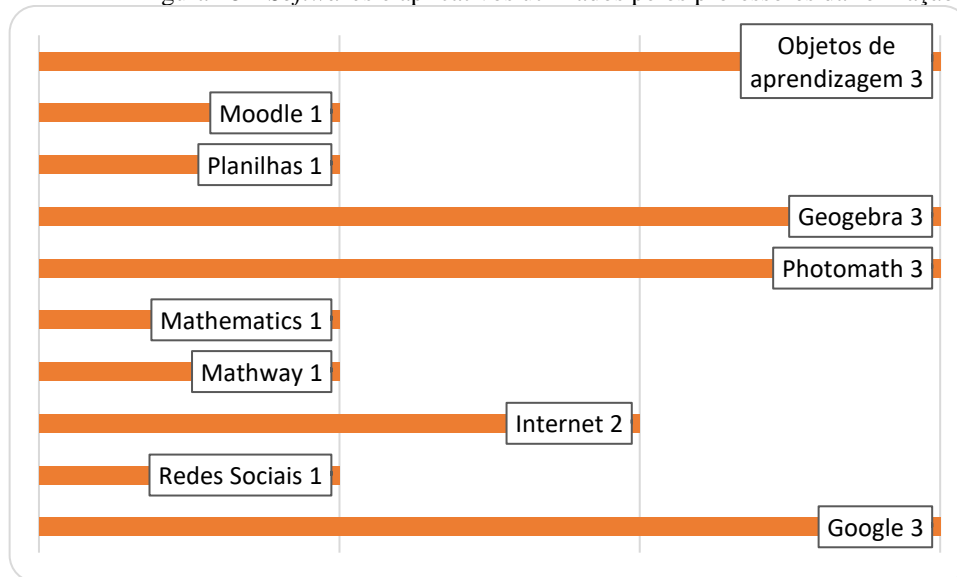 Objetos de
aprendizagem 3
Moodle 1
Planilhas 1
Geogebra 3
Photomath 3
Mathematics 1
Mathway 1
Internet 2
Redes Sociais 1
Google 3